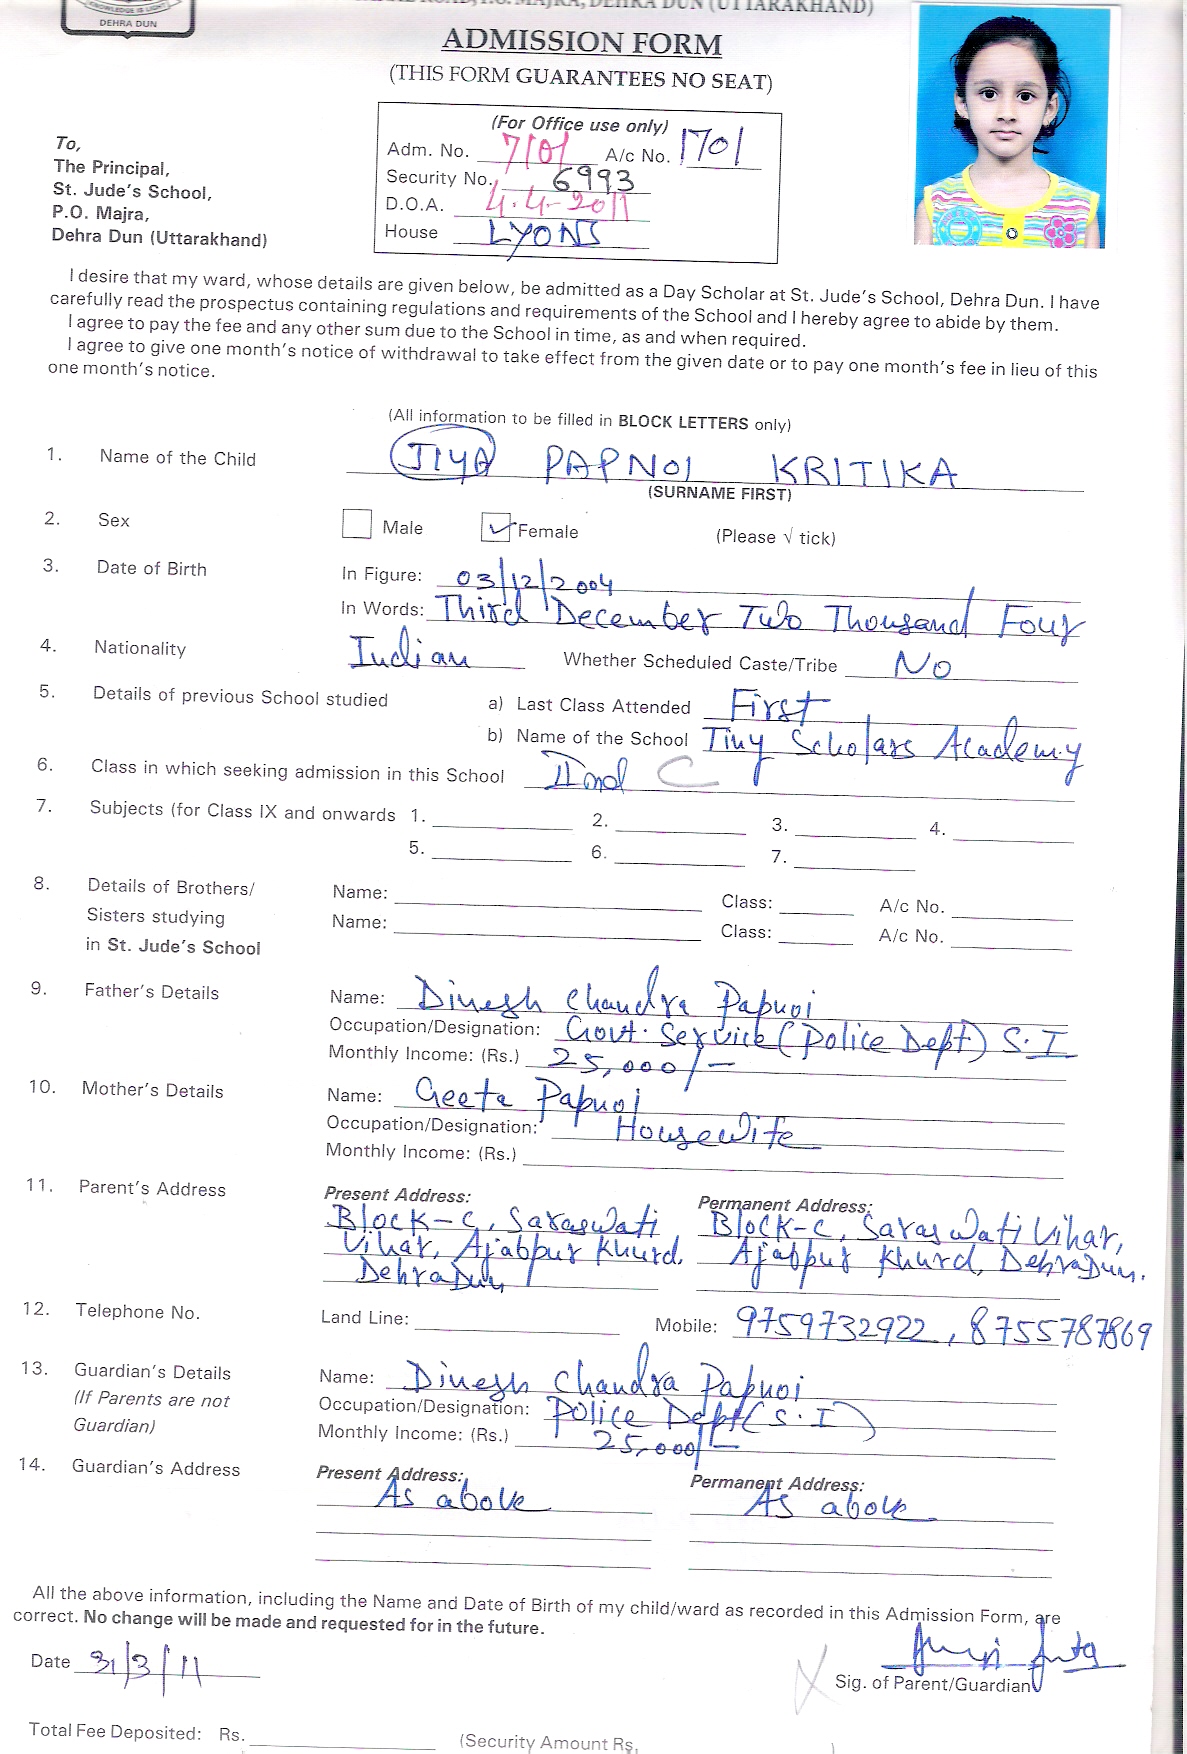 KNOWLEDGE IS LIGHT
DEHRA DUN
ROAD, P.O. MAJRA, DEHRA DUN (UTTARAKHAND)
ADMISSION FORM
(THIS FORM GUARANTEES NO SEAT)
(For Office use only)
Adm. No. 7101 A/c No. 1701
Security No. 6993
D.O.A. 4.4-2011
House LYONS
To,
The Principal,
St. Jude's School,
P.O. Majra,
Dehra Dun (Uttarakhand)
I desire that my ward, whose details are given below, be admitted as a Day Scholar at St. Jude's School, Dehra Dun. I have
carefully read the prospectus containing regulations and requirements of the School and I hereby agree to abide by them.
I agree to pay the fee and any other sum due to the School in time, as and when required.
I agree to give one month's notice of withdrawal to take effect from the given date or to pay one month's fee in lieu of this
one month's notice.
(All information to be filled in BLOCK LETTERS only)
1. Name of the Child JIYA PAPNOI KRITIKA
(SURNAME FIRST)
2. Sex Male Female (Please √ tick)
3. Date of Birth In Figure: 03/12/2004
In Words: Third December Two Thousand Four
4. Nationality Indian Whether Scheduled Caste/Tribe No
5. Details of previous School studied a) Last Class Attended First
b) Name of the School Tiny Scholars Academy
6. Class in which seeking admission in this School IInd C
7. Subjects (for Class IX and onwards 1. 2. 3. 4.
5. 6. 7.
8. Details of Brothers/ Name: Class: A/c No.
Sisters studying Name: Class: A/c No.
in St. Jude's School
9. Father's Details Name: Dinesh Chandra Papnoi
Occupation/Designation: Govt. Service (Police Dept) S.I
Monthly Income: (Rs.) 25,000/-
10. Mother's Details Name: Geeta Papnoi
Occupation/Designation: Housewife
Monthly Income: (Rs.)
11. Parent's Address Present Address: Permanent Address:
Block-C, Saraswati Block-C, Saraswati Vihar,
Vihar, Ajabpur Khurd, Ajabpur Khurd, DehraDun.
DehraDun
12. Telephone No. Land Line: Mobile: 9759732922, 8755787869
13. Guardian's Details Name: Dinesh Chandra Papnoi
(If Parents are not Occupation/Designation: Police Dept (S.I)
Guardian) Monthly Income: (Rs.) 25,000/-
14. Guardian's Address Present Address: Permanent Address:
As above As above
All the above information, including the Name and Date of Birth of my child/ward as recorded in this Admission Form, are
correct. No change will be made and requested for in the future.
Date 31/3/11
Sig. of Parent/Guardian
Total Fee Deposited: Rs. (Security Amount Rs.